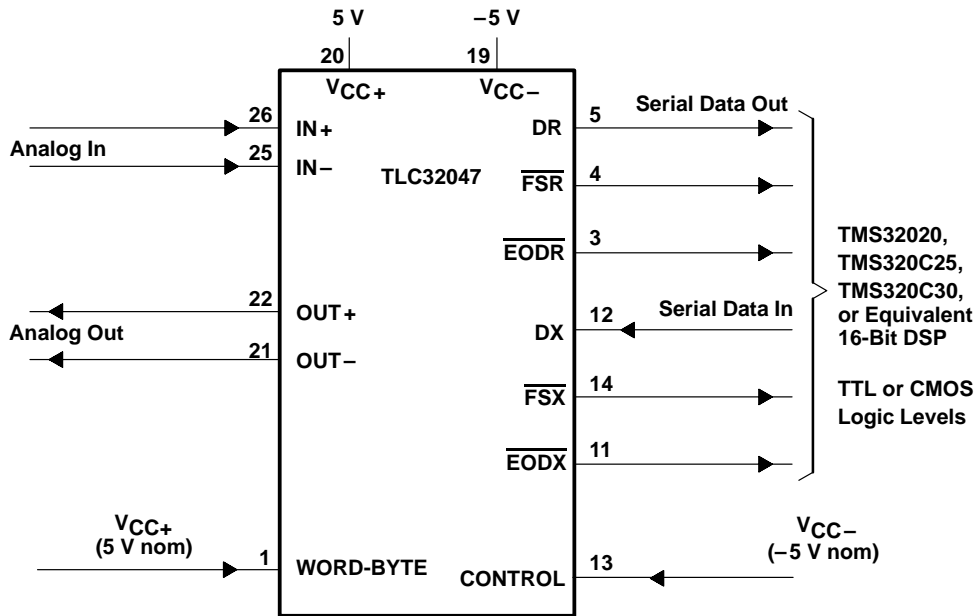 5 V
–5 V
20
19
VCC+
VCC–
Serial Data Out
26
IN+
DR
5
Analog In
25
IN–
TLC32047
FSR
4
EODR
3
TMS32020,
TMS320C25,
TMS320C30,
or Equivalent
16-Bit DSP
22
OUT+
Serial Data In
Analog Out
DX
12
21
OUT–
FSX
14
TTL or CMOS
Logic Levels
EODX
11
VCC+
(5 V nom)
VCC–
(–5 V nom)
1
WORD-BYTE
CONTROL
13